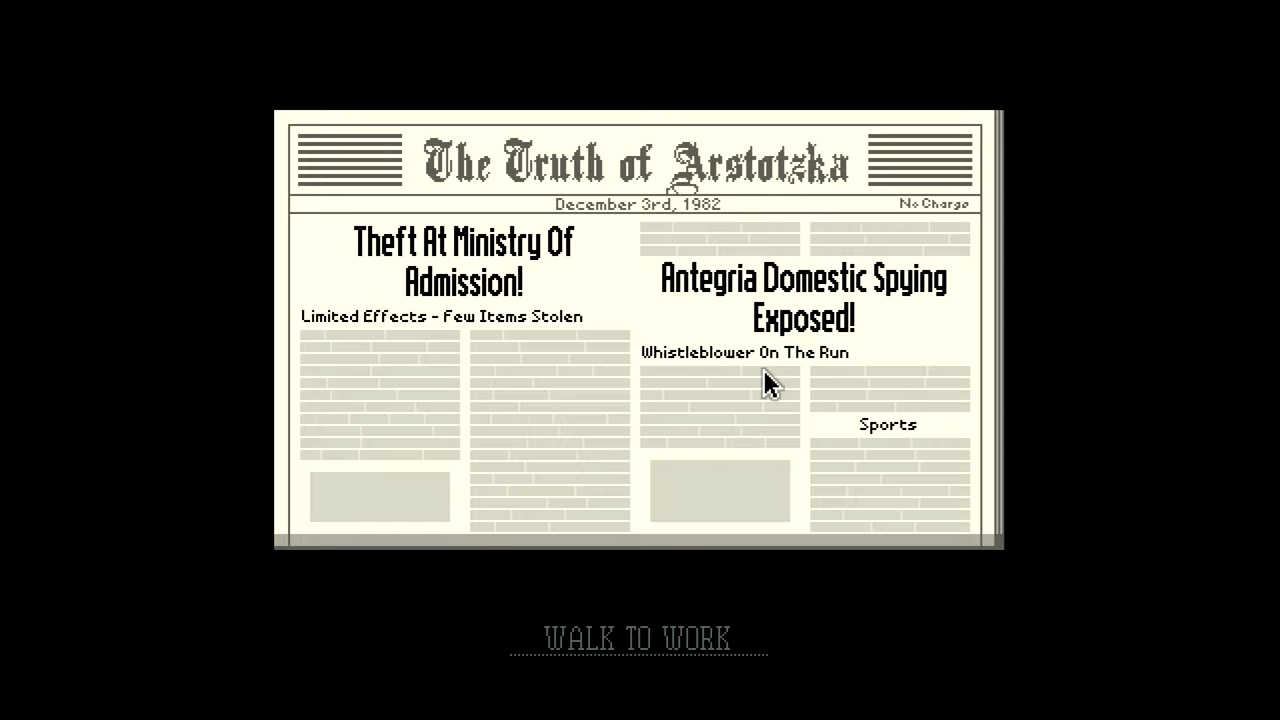 The Truth of Arstotzka
December 3rd, 1982
No Charge
Theft At Ministry Of
Admission!
Limited Effects - Few Items Stolen
Antegria Domestic Spying
Exposed!
Whistleblower On The Run
Sports
WALK TO WORK